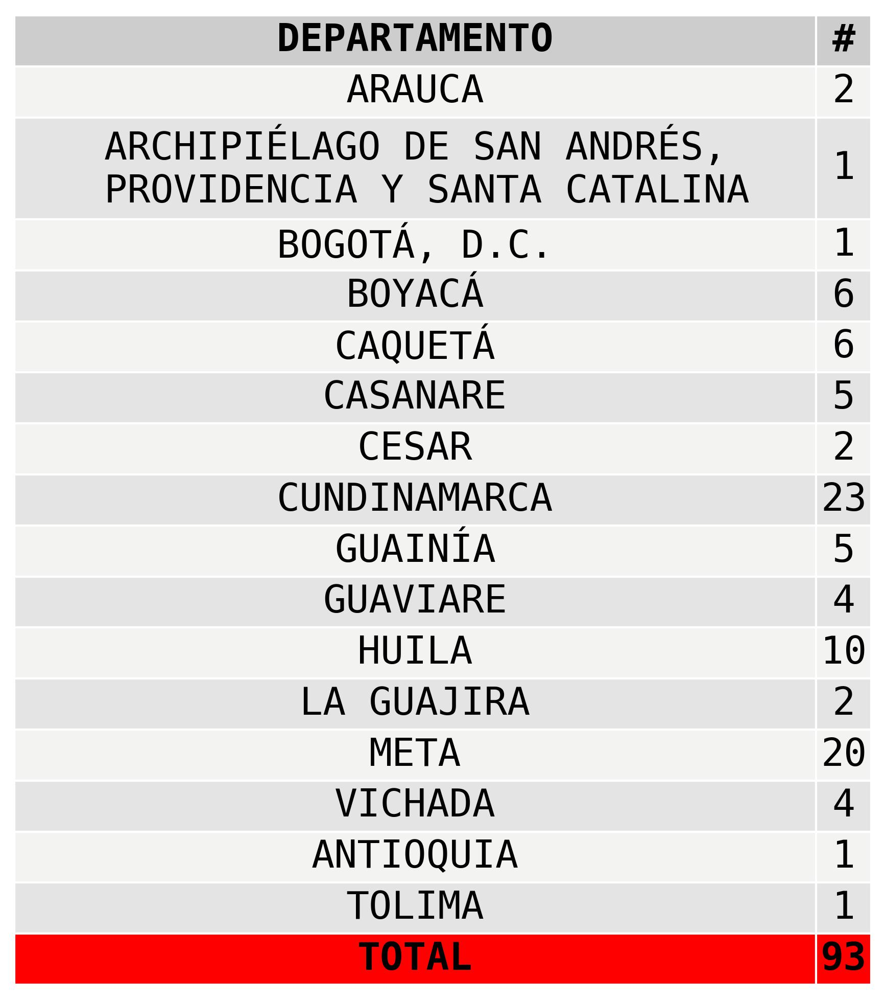 DEPARTAMENTO #
ARAUCA 2
ARCHIPIÉLAGO DE SAN ANDRÉS,
PROVIDENCIA Y SANTA CATALINA 1
BOGOTÁ, D.C. 1
BOYACÁ 6
CAQUETÁ 6
CASANARE 5
CESAR 2
CUNDINAMARCA 23
GUAINÍA 5
GUAVIARE 4
HUILA 10
LA GUAJIRA 2
META 20
VICHADA 4
ANTIOQUIA 1
TOLIMA 1
TOTAL 93